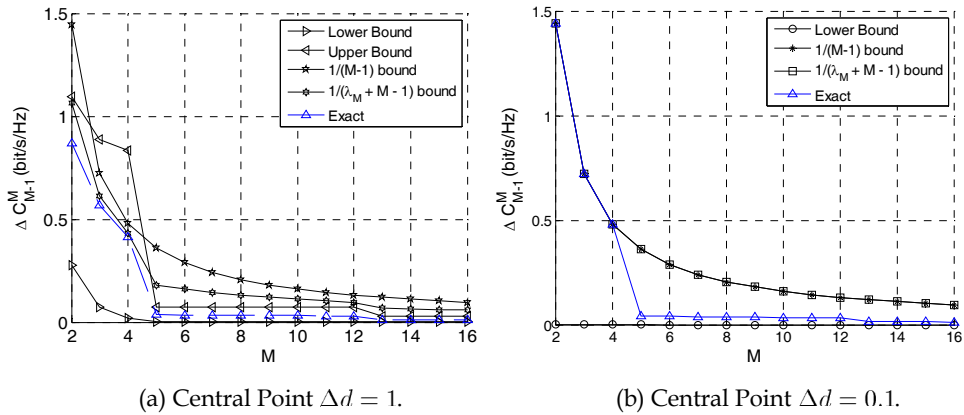 1.5
1
0.5
0
Δ C^M_{M-1} (bit/s/Hz)
2 4 6 8 10 12 14 16
M
Lower Bound
Upper Bound
1/(M-1) bound
1/(λ_M + M - 1) bound
Exact
(a) Central Point Δd = 1.
1.5
1
0.5
0
Δ C^M_{M-1} (bit/s/Hz)
2 4 6 8 10 12 14 16
M
Lower Bound
1/(M-1) bound
1/(λ_M + M - 1) bound
Exact
(b) Central Point Δd = 0.1.